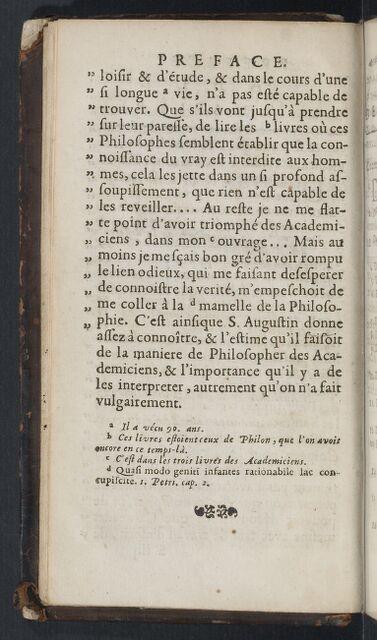 PREFACE.
„ loisir & d'étude, & dans le cours d'une
„ si longue ᵃ vie, n'a pas esté capable de
„ trouver. Que s'ils vont jusqu'à prendre
„ sur leur paresse, de lire les ᵇ livres où ces
„ Philosophes semblent établir que la con-
„ noissance du vray est interdite aux hom-
„ mes, cela les jette dans un si profond as-
„ soupissement, que rien n'est capable de
„ les reveiller.... Au reste je ne me flat-
„ te point d'avoir triomphé des Academi-
„ ciens, dans mon ᶜ ouvrage... Mais au
„ moins je me sçais bon gré d'avoir rompu
„ le lien odieux, qui me faisant desesperer
„ de connoistre la verité, m'empeschoit de
„ me coller à la ᵈ mamelle de la Philoso-
„ phie. C'est ainsi que S. Augustin donne
assez à connoître, & l'estime qu'il faisoit
de la maniere de Philosopher des Aca-
demiciens, & l'importance qu'il y a de
les interpreter, autrement qu'on n'a fait
vulgairement.
ᵃ Il a vécu 90. ans.
ᵇ Ces livres estoient ceux de Philon, que l'on avoit
encore en ce temps-là.
ᶜ C'est dans les trois livres des Academiciens.
ᵈ Quasi modo geniti infantes rationabile lac con-
cupiscite. 1. Petri. cap. 2.